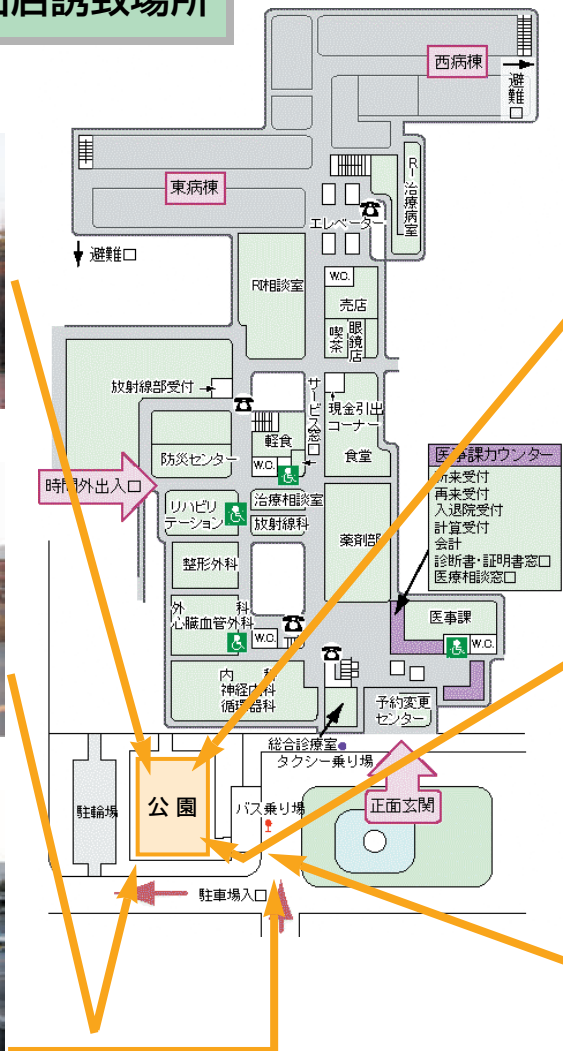 店誘致場所
西病棟
避難口
東病棟
R|治療病室
エレベーター
避難口
R相談室
W.C.
売店
喫茶
眼鏡店
放射線部受付
サービス窓口
現金引出
コーナー
軽食
防災センター
W.C.
食堂
医事課カウンター
新来受付
再来受付
入退院受付
計算受付
会計
診断書・証明書窓口
医療相談窓口
時間外出入口
リハビリ
テーション
治療相談室
放射線科
薬剤部
整形外科
外 科
心臓血管外科
W.C.
医事課
W.C.
内 科
神経内科
循環器科
予約変更
センター
総合診療室
タクシー乗り場
駐輪場
公園
バス乗り場
正面玄関
駐車場入口